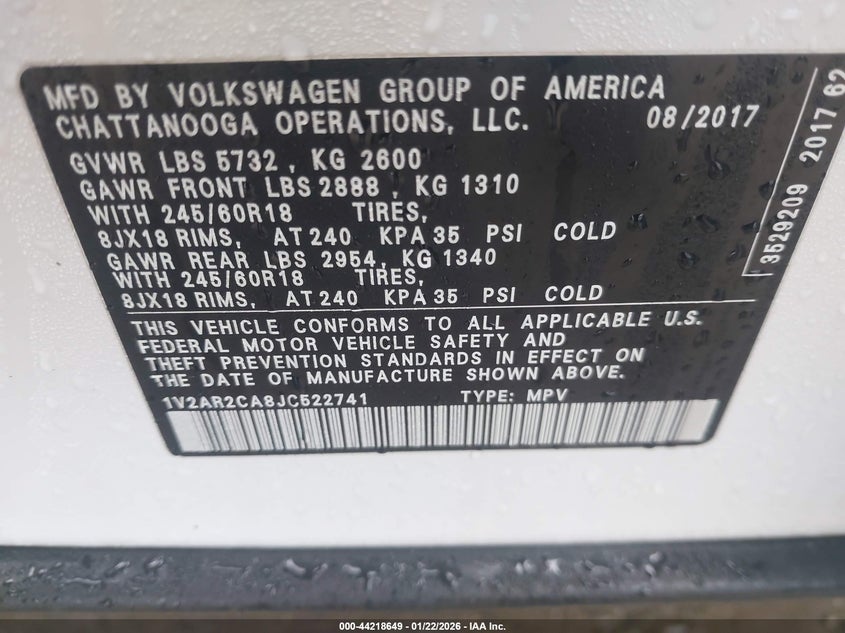 MFD BY VOLKSWAGEN GROUP OF AMERICA
CHATTANOOGA OPERATIONS, LLC. 08/2017
GVWR LBS 5732, KG 2600
GAWR FRONT LBS 2888, KG 1310
WITH 245/60R18 TIRES,
8JX18 RIMS, AT 240 KPA 35 PSI COLD
GAWR REAR LBS 2954, KG 1340
WITH 245/60R18 TIRES,
8JX18 RIMS, AT 240 KPA 35 PSI COLD
THIS VEHICLE CONFORMS TO ALL APPLICABLE U.S.
FEDERAL MOTOR VEHICLE SAFETY AND
THEFT PREVENTION STANDARDS IN EFFECT ON
THE DATE OF MANUFACTURE SHOWN ABOVE.
1V2AR2CA8JC522741 TYPE: MPV
3529209 2017 62
000-44218649 - 01/22/2026 - IAA Inc.